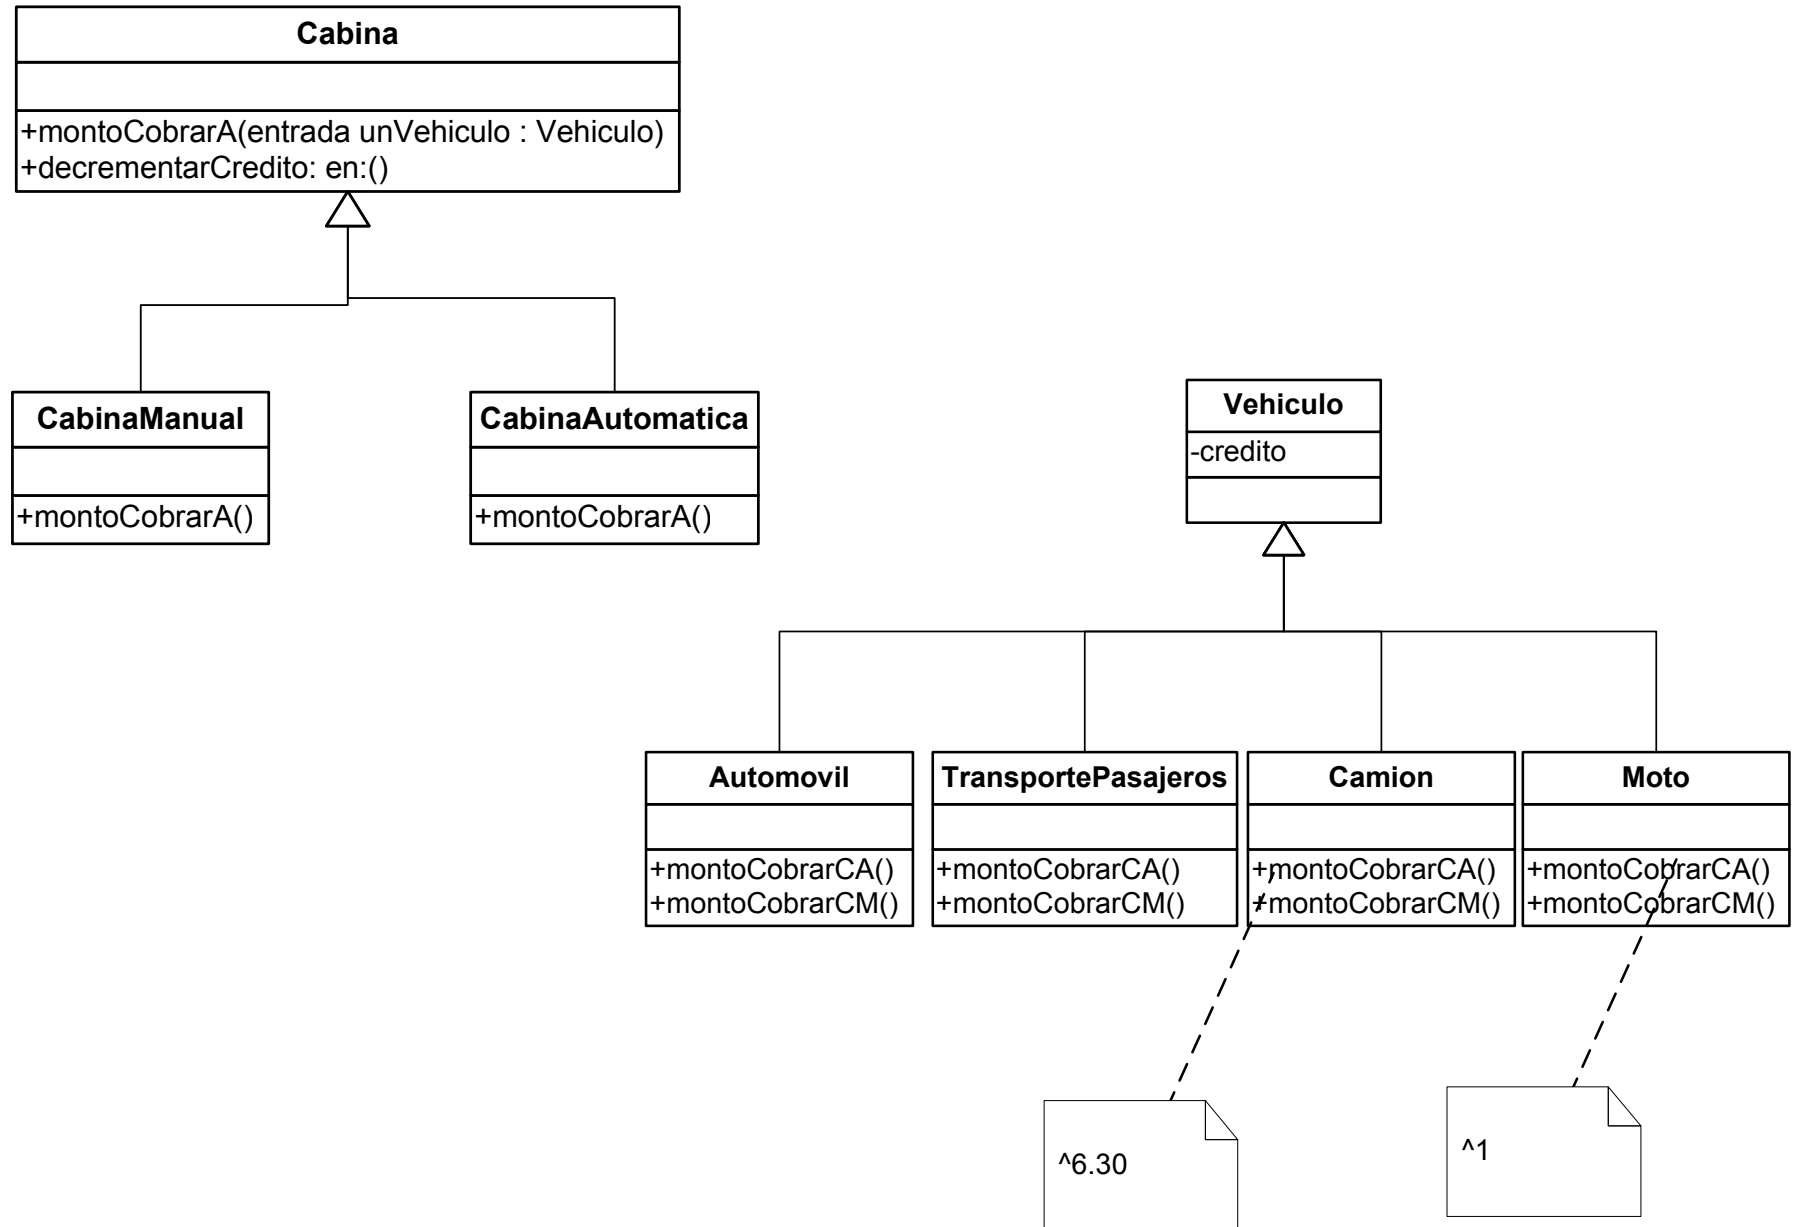 Cabina
+montoCobrarA(entrada unVehiculo : Vehiculo)
+decrementarCredito: en:()
CabinaManual
+montoCobrarA()
CabinaAutomatica
+montoCobrarA()
Vehiculo
-credito
Automovil
+montoCobrarCA()
+montoCobrarCM()
TransportePasajeros
+montoCobrarCA()
+montoCobrarCM()
Camion
+montoCobrarCA()
+montoCobrarCM()
Moto
+montoCobrarCA()
+montoCobrarCM()
^6.30
^1